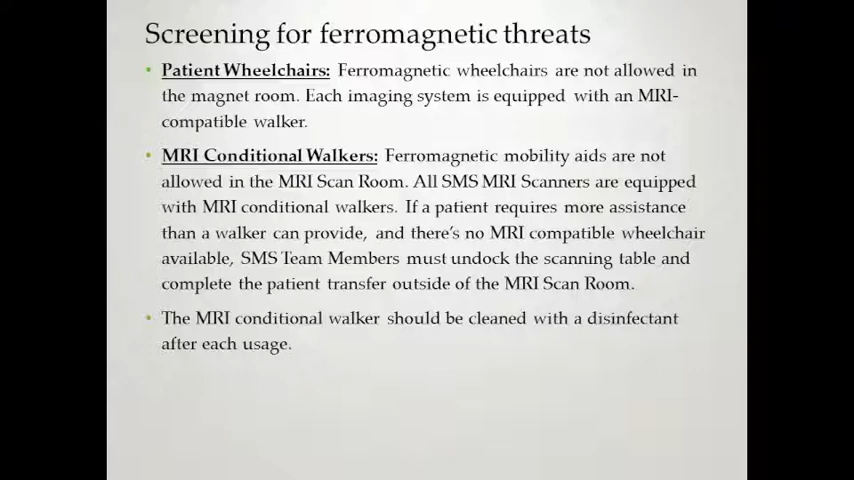 Screening for ferromagnetic threats
• Patient Wheelchairs: Ferromagnetic wheelchairs are not allowed in
the magnet room. Each imaging system is equipped with an MRI-
compatible walker.
• MRI Conditional Walkers: Ferromagnetic mobility aids are not
allowed in the MRI Scan Room. All SMS MRI Scanners are equipped
with MRI conditional walkers. If a patient requires more assistance
than a walker can provide, and there's no MRI compatible wheelchair
available, SMS Team Members must undock the scanning table and
complete the patient transfer outside of the MRI Scan Room.
• The MRI conditional walker should be cleaned with a disinfectant
after each usage.